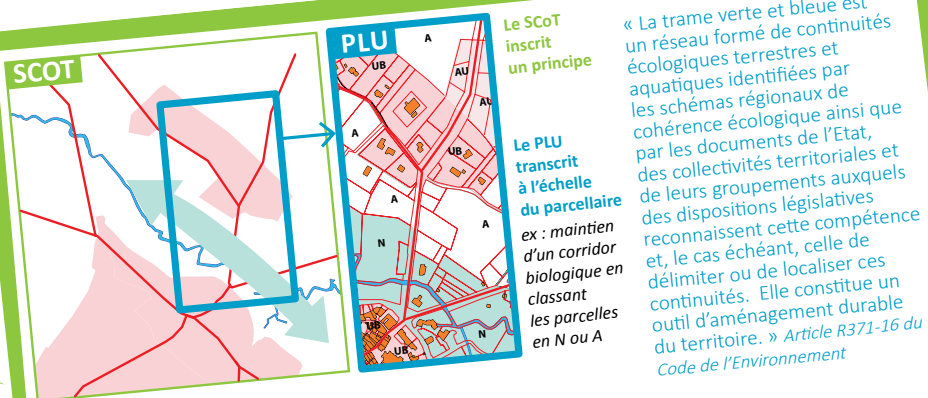 SCOT
PLU
A
UB
AU
AU
A
UB
A
A
N
UB
UB
N
Le SCoT
inscrit
un principe
Le PLU
transcrit
à l'échelle
du parcellaire
ex : maintien
d'un corridor
biologique en
classant
les parcelles
en N ou A
« La trame verte et bleue est
un réseau formé de continuités
écologiques terrestres et
aquatiques identifiées par
les schémas régionaux de
cohérence écologique ainsi que
par les documents de l'Etat,
des collectivités territoriales et
de leurs groupements auxquels
des dispositions législatives
reconnaissent cette compétence
et, le cas échéant, celle de
délimiter ou de localiser ces
continuités. Elle constitue un
outil d'aménagement durable
du territoire. » Article R371-16 du
Code de l'Environnement